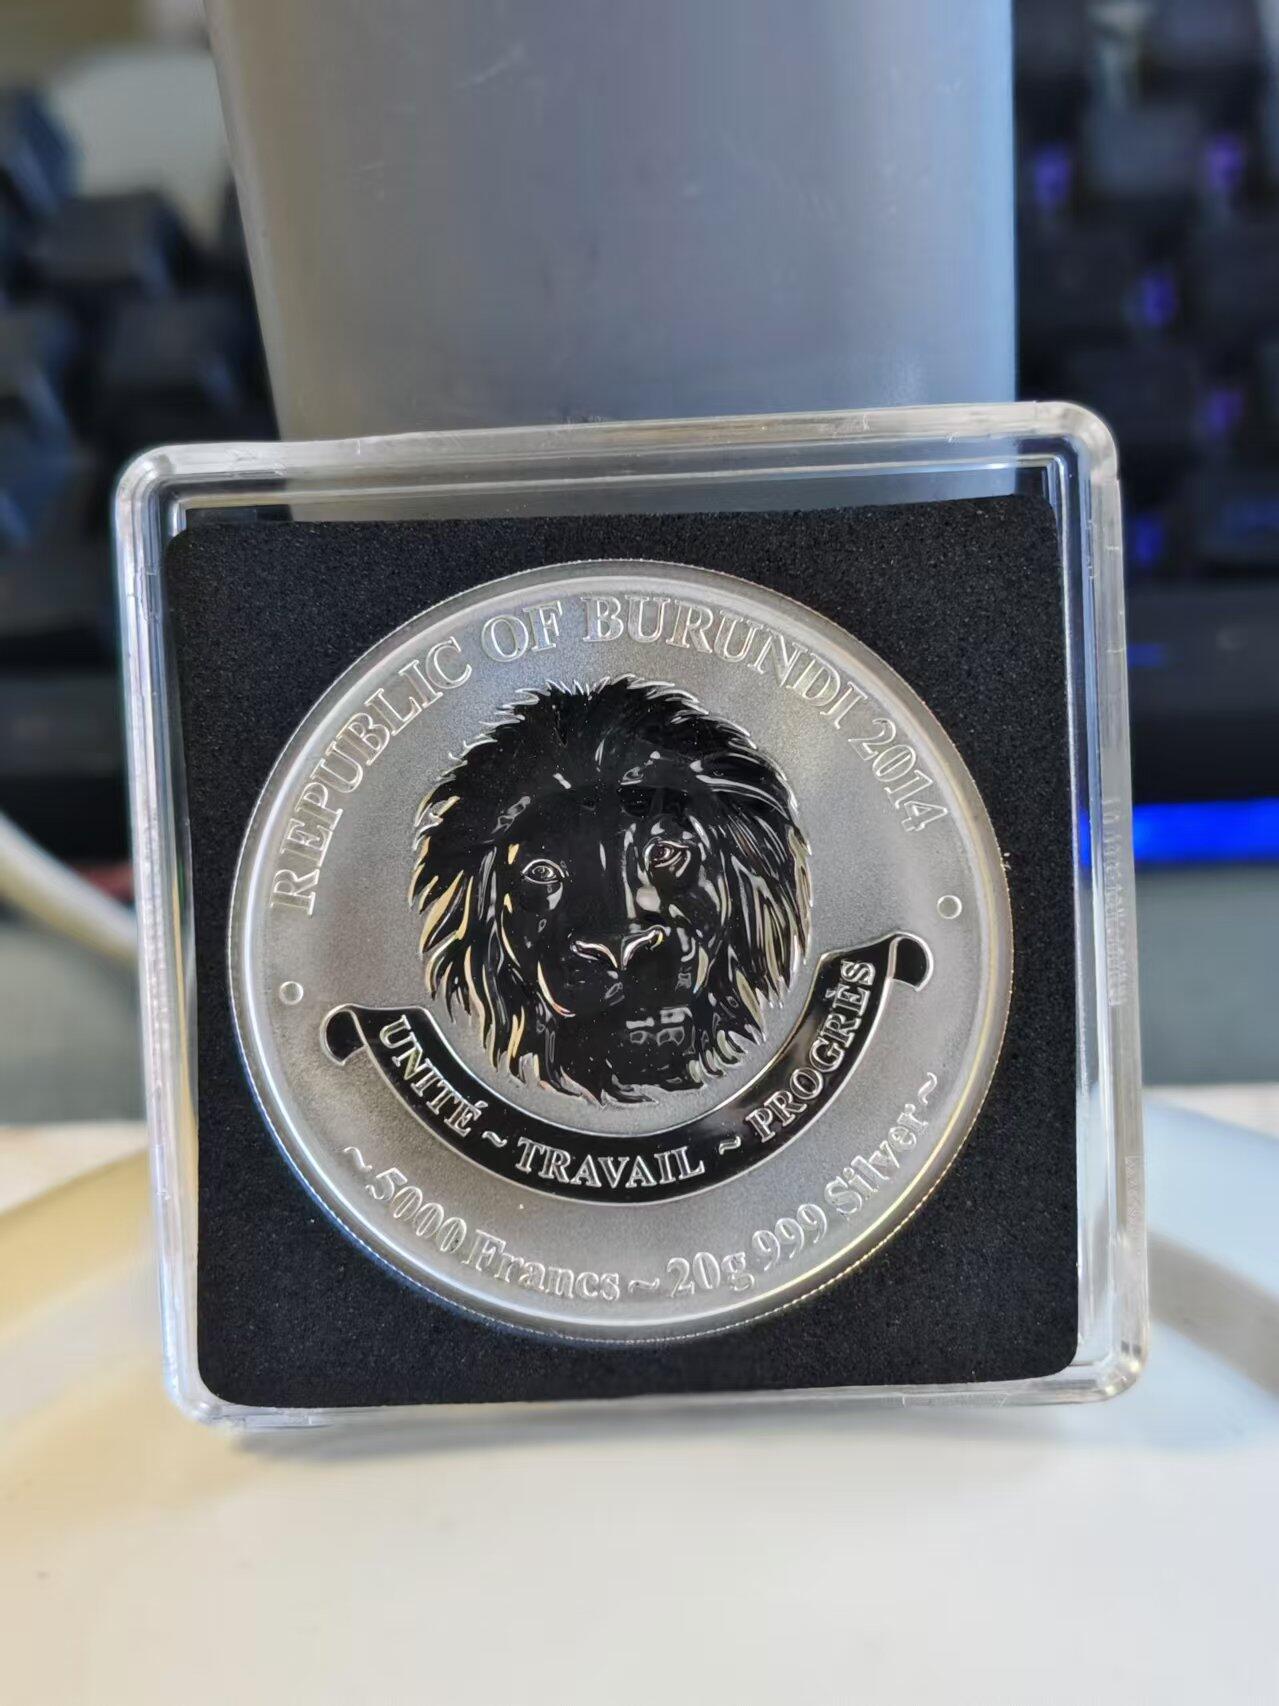 REPUBLIC OF BURUNDI 2014
UNITÉ ~ TRAVAIL ~ PROGRÈS
~ 5000 Francs ~ 20g 999 Silver ~